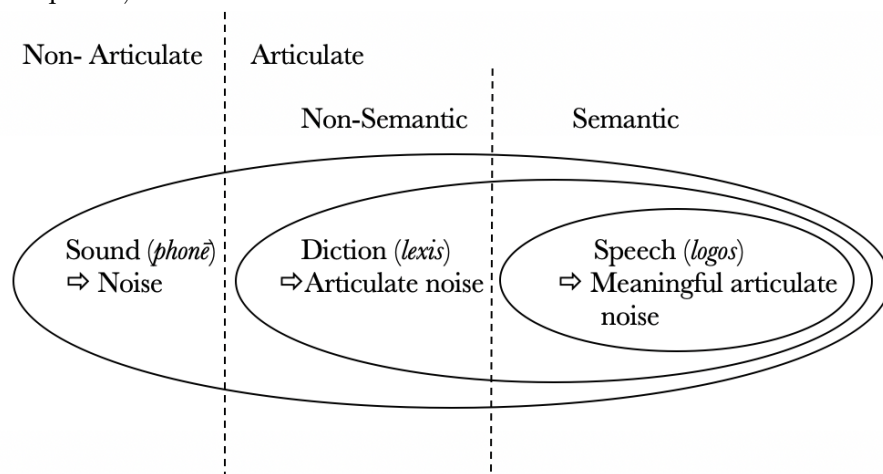 Non- Articulate
Articulate
Non-Semantic
Semantic
Sound (phonē)
⇨ Noise
Diction (lexis)
⇨Articulate noise
Speech (logos)
⇨ Meaningful articulate
noise